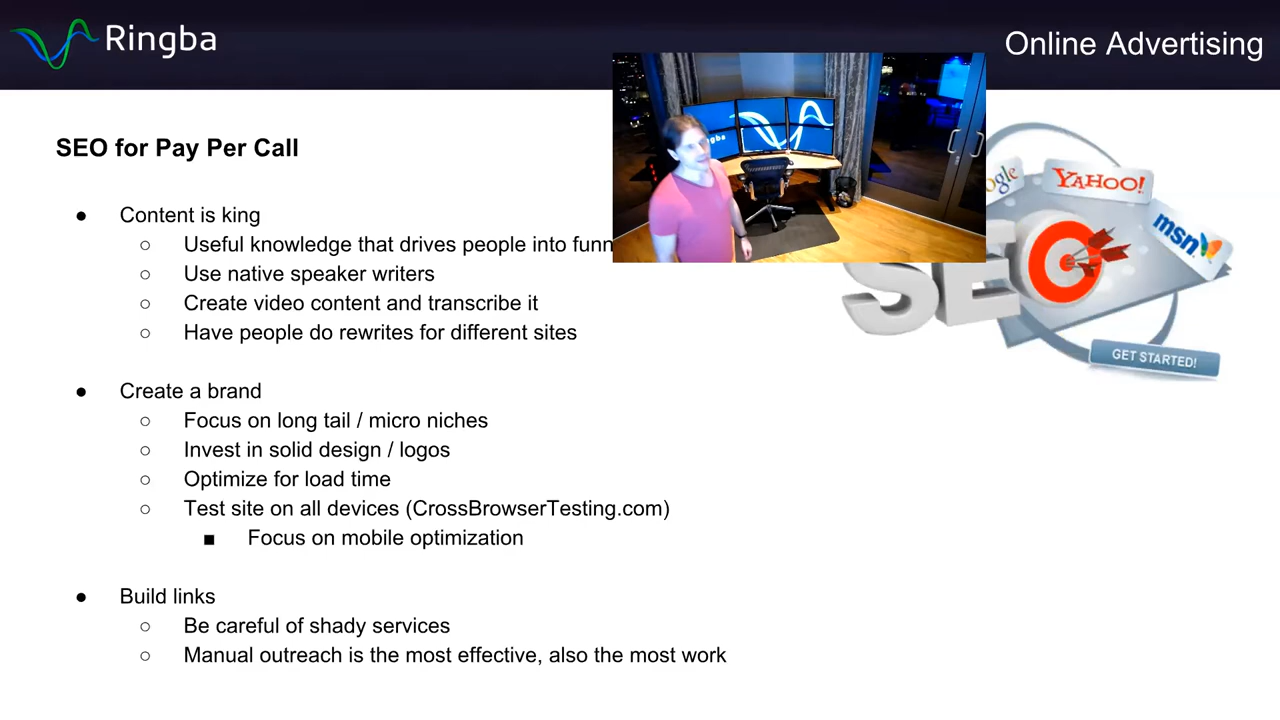 Ringba
Online Advertising
SEO for Pay Per Call
● Content is king
○ Useful knowledge that drives people into
○ Use native speaker writers
○ Create video content and transcribe it
○ Have people do rewrites for different sites
● Create a brand
○ Focus on long tail / micro niches
○ Invest in solid design / logos
○ Optimize for load time
○ Test site on all devices (CrossBrowserTesting.com)
■ Focus on mobile optimization
● Build links
○ Be careful of shady services
○ Manual outreach is the most effective, also the most work
YAHOO!
msn
SEO
GET STARTED!